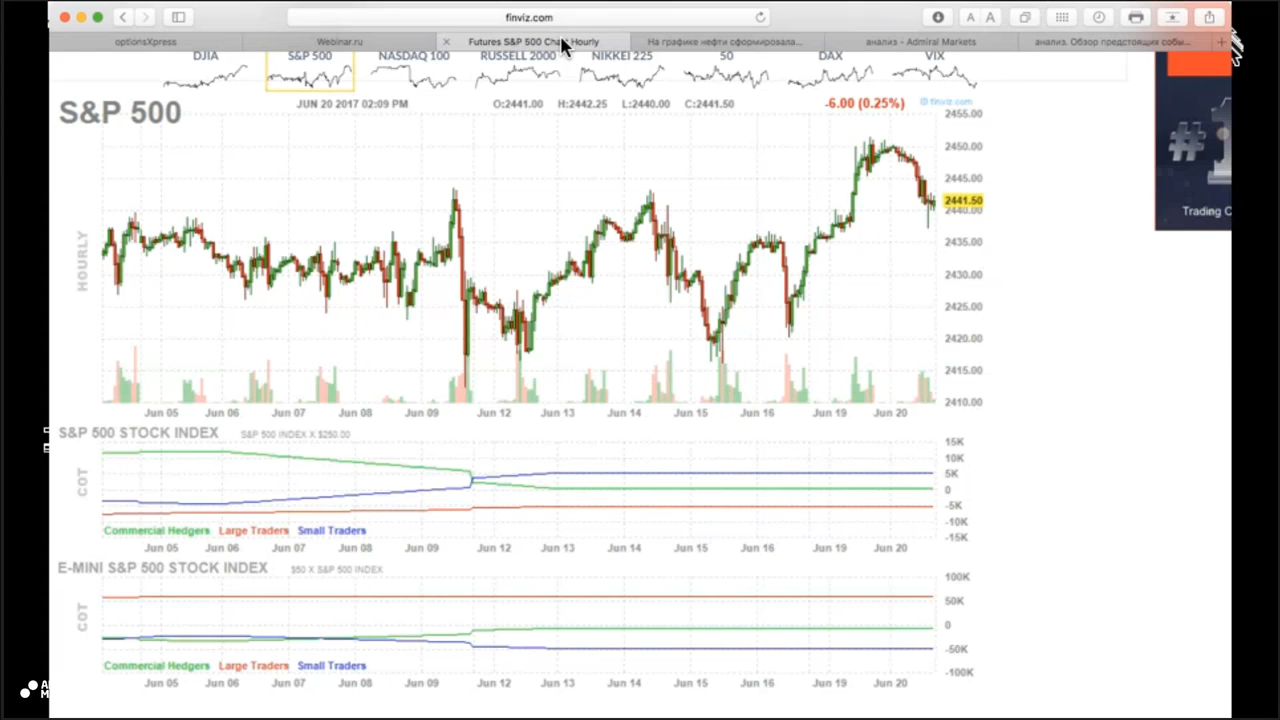 finviz.com
A A
optionsXpress
Webinar.ru
Futures S&P 500 Chart Hourly
На графике нефти сформировала...
анализ - Admiral Markets
анализ. Обзор предстоящих собы...
DJIA S&P 500 NASDAQ 100 RUSSELL 2000 NIKKEI 225 50 DAX VIX
S&P 500
JUN 20 2017 02:09 PM O:2441.00 H:2442.25 L:2440.00 C:2441.50 -6.00 (0.25%) © finviz.com
2455.00
2450.00
2445.00
2441.50
2440.00
2435.00
2430.00
2425.00
2420.00
2415.00
2410.00
HOURLY
Jun 05 Jun 06 Jun 07 Jun 08 Jun 09 Jun 12 Jun 13 Jun 14 Jun 15 Jun 16 Jun 19 Jun 20
#1
Trading C
S&P 500 STOCK INDEX S&P 500 INDEX X $250.00
15K
10K
5K
0
-5K
-10K
-15K
COT
Commercial Hedgers Large Traders Small Traders
Jun 05 Jun 06 Jun 07 Jun 08 Jun 09 Jun 12 Jun 13 Jun 14 Jun 15 Jun 16 Jun 19 Jun 20
E-MINI S&P 500 STOCK INDEX $50 X S&P 500 INDEX
100K
50K
0
-50K
-100K
COT
Commercial Hedgers Large Traders Small Traders
Jun 05 Jun 06 Jun 07 Jun 08 Jun 09 Jun 12 Jun 13 Jun 14 Jun 15 Jun 16 Jun 19 Jun 20